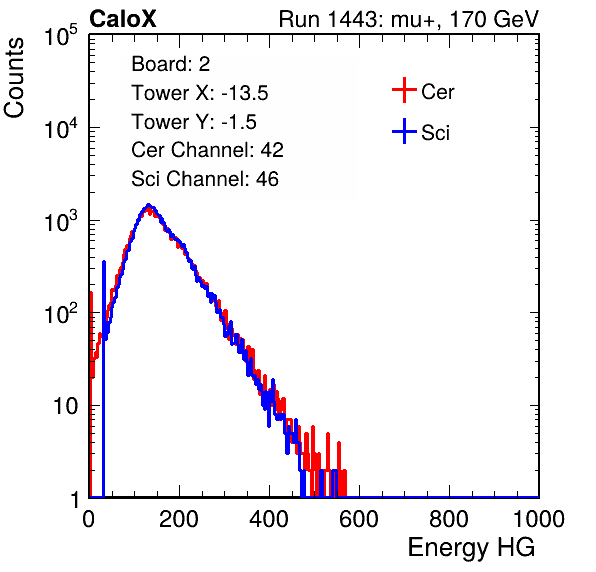 CaloX Run 1443: mu+, 170 GeV
Counts
Board: 2
Tower X: -13.5
Tower Y: -1.5
Cer Channel: 42
Sci Channel: 46
Cer
Sci
10^5
10^4
10^3
10^2
10
1
0 200 400 600 800 1000
Energy HG